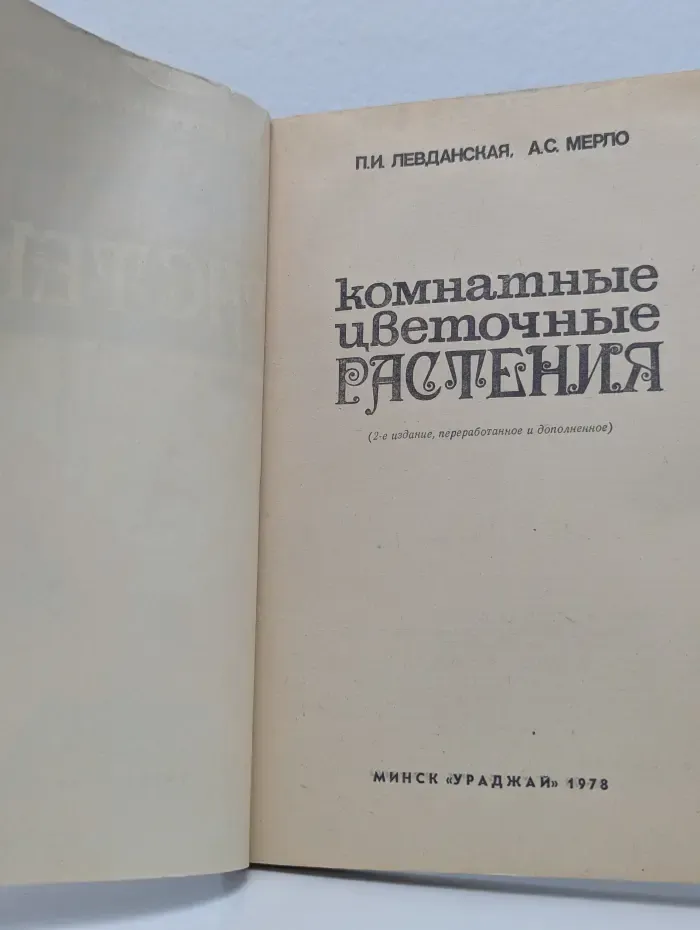 П.И. ЛЕВДАНСКАЯ, А.С. МЕРЛО
комнатные
цветочные
РАСТЕНИЯ
(2-е издание, переработанное и дополненное)
МИНСК «УРАДЖАЙ» 1978